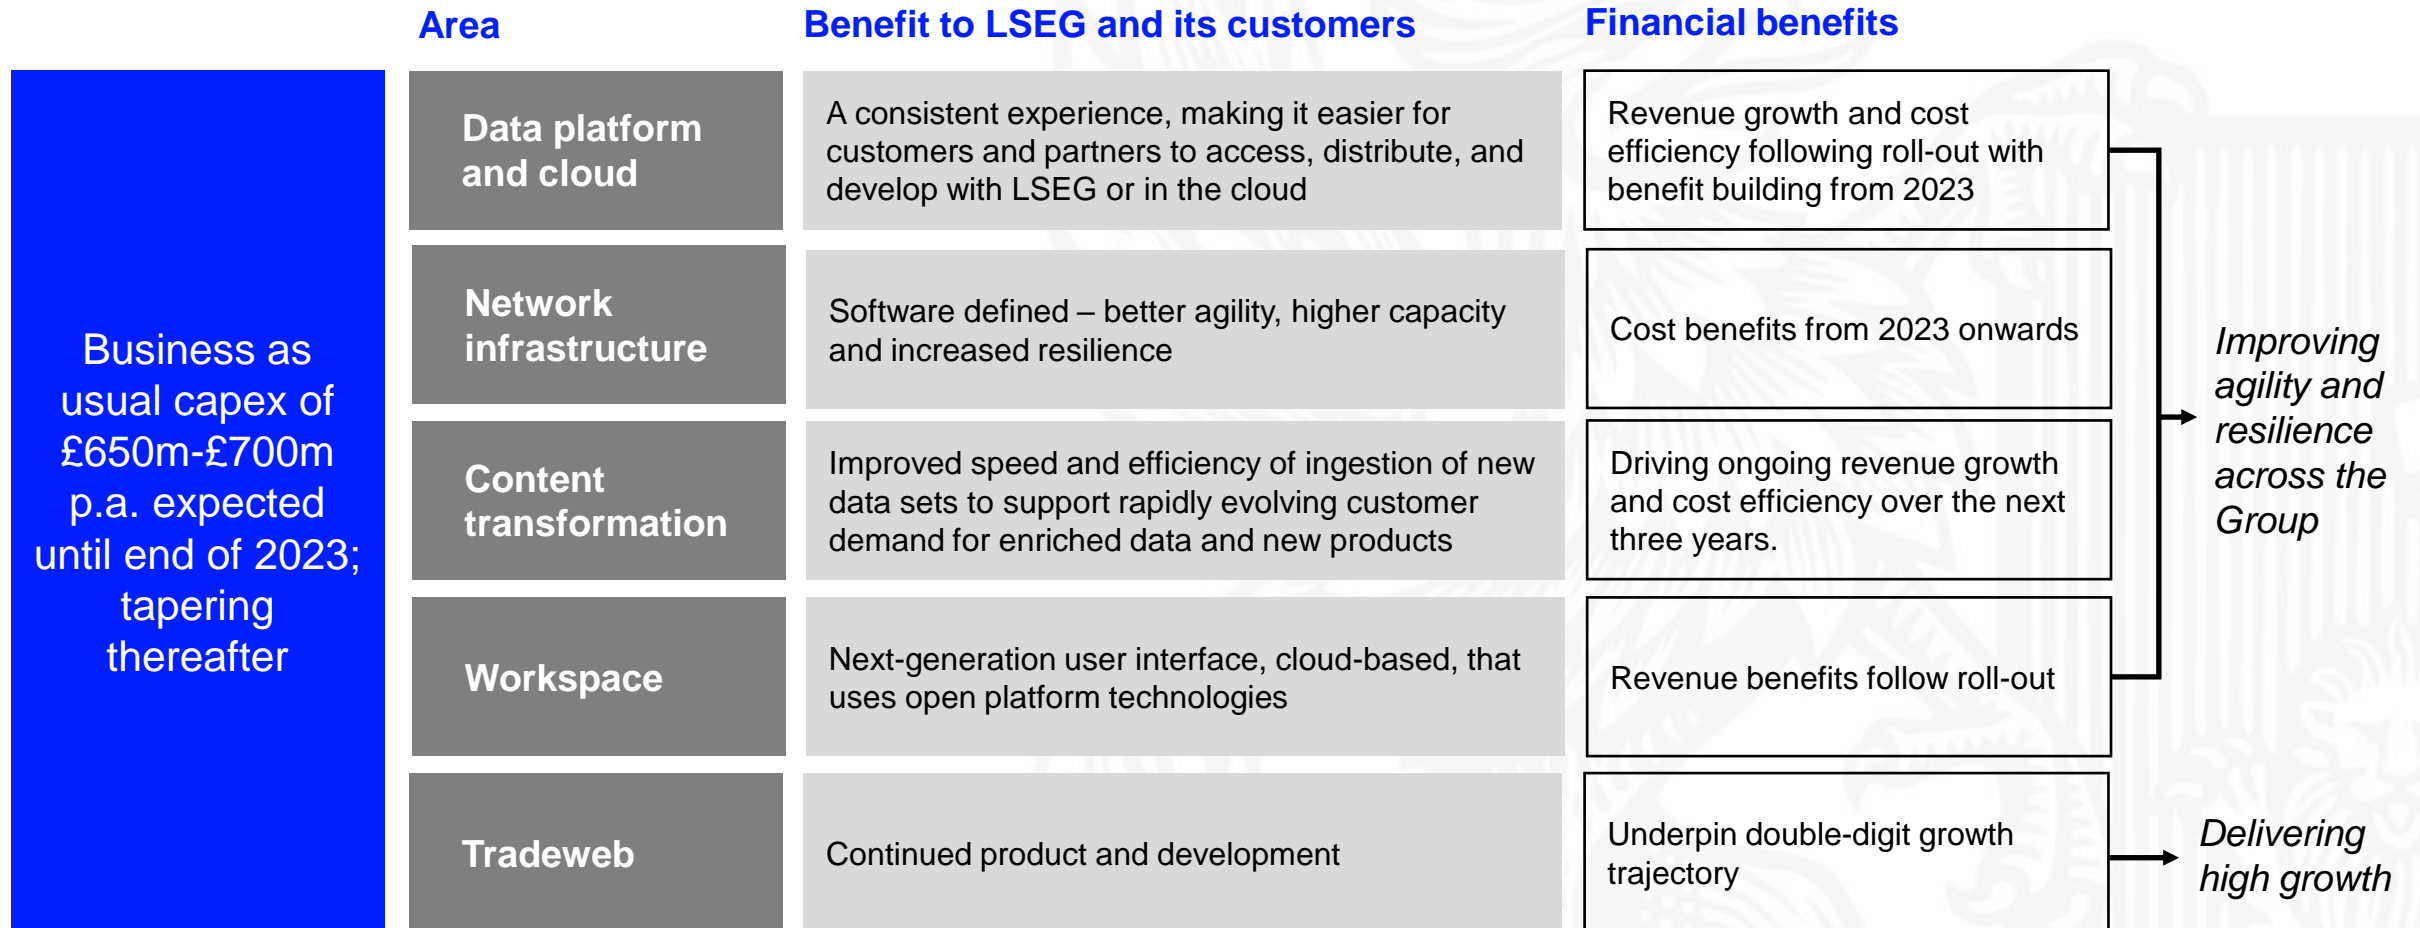 Area
Benefit to LSEG and its customers
Financial benefits
Business as
usual capex of
£650m-£700m
p.a. expected
until end of 2023;
tapering
thereafter
Data platform
and cloud
A consistent experience, making it easier for
customers and partners to access, distribute, and
develop with LSEG or in the cloud
Revenue growth and cost
efficiency following roll-out with
benefit building from 2023
Network
infrastructure
Software defined – better agility, higher capacity
and increased resilience
Cost benefits from 2023 onwards
Content
transformation
Improved speed and efficiency of ingestion of new
data sets to support rapidly evolving customer
demand for enriched data and new products
Driving ongoing revenue growth
and cost efficiency over the next
three years.
Workspace
Next-generation user interface, cloud-based, that
uses open platform technologies
Revenue benefits follow roll-out
Improving
agility and
resilience
across the
Group
Tradeweb
Continued product and development
Underpin double-digit growth
trajectory
Delivering
high growth